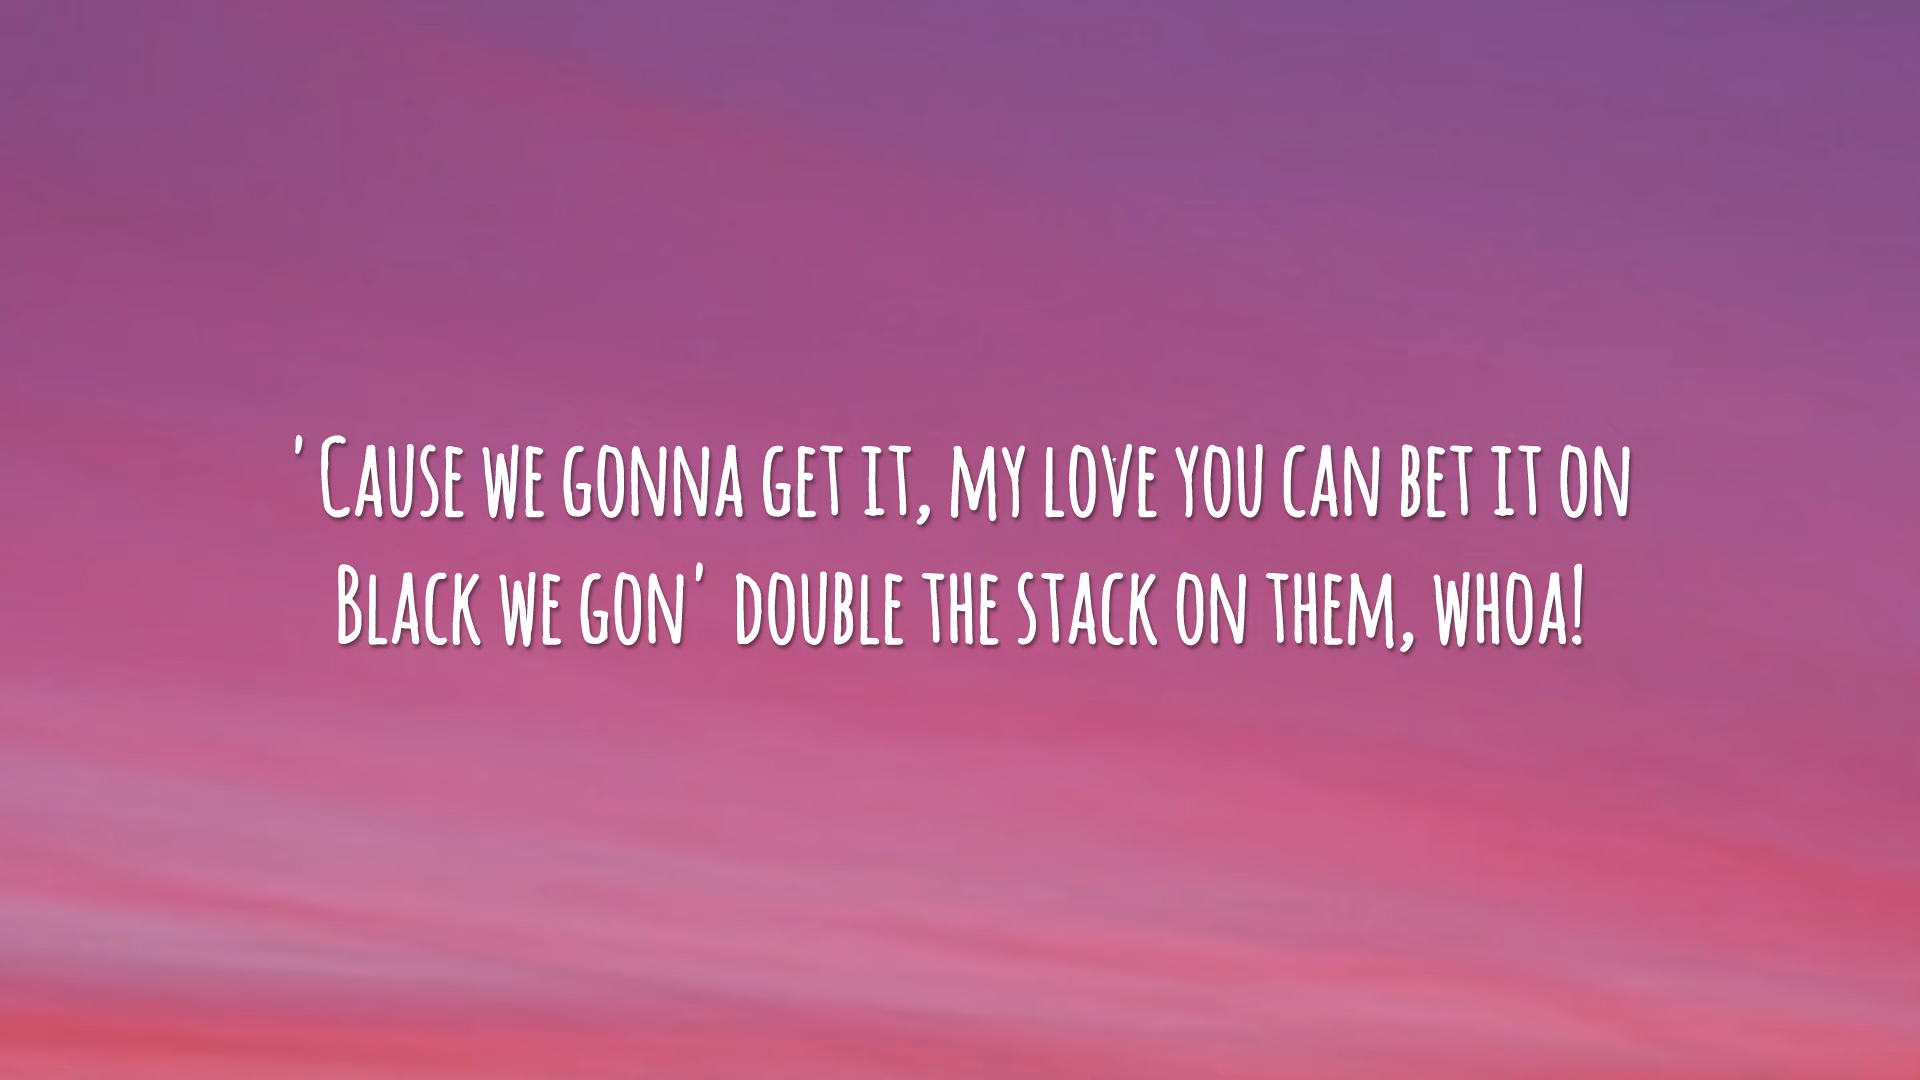 'Cause we gonna get it, my love you can bet it on
Black we gon' double the stack on them, whoa!